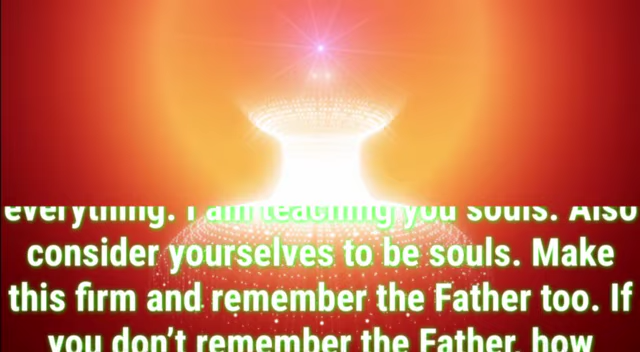 everything. I am teaching you souls. Also
consider yourselves to be souls. Make
this firm and remember the Father too. If
you don't remember the Father, how